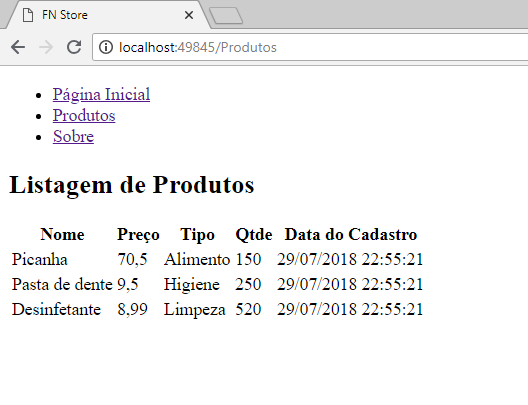 FN Store
localhost:49845/Produtos
Página Inicial
Produtos
Sobre
Listagem de Produtos
Nome Preço Tipo Qtde Data do Cadastro
Picanha 70,5 Alimento 150 29/07/2018 22:55:21
Pasta de dente 9,5 Higiene 250 29/07/2018 22:55:21
Desinfetante 8,99 Limpeza 520 29/07/2018 22:55:21